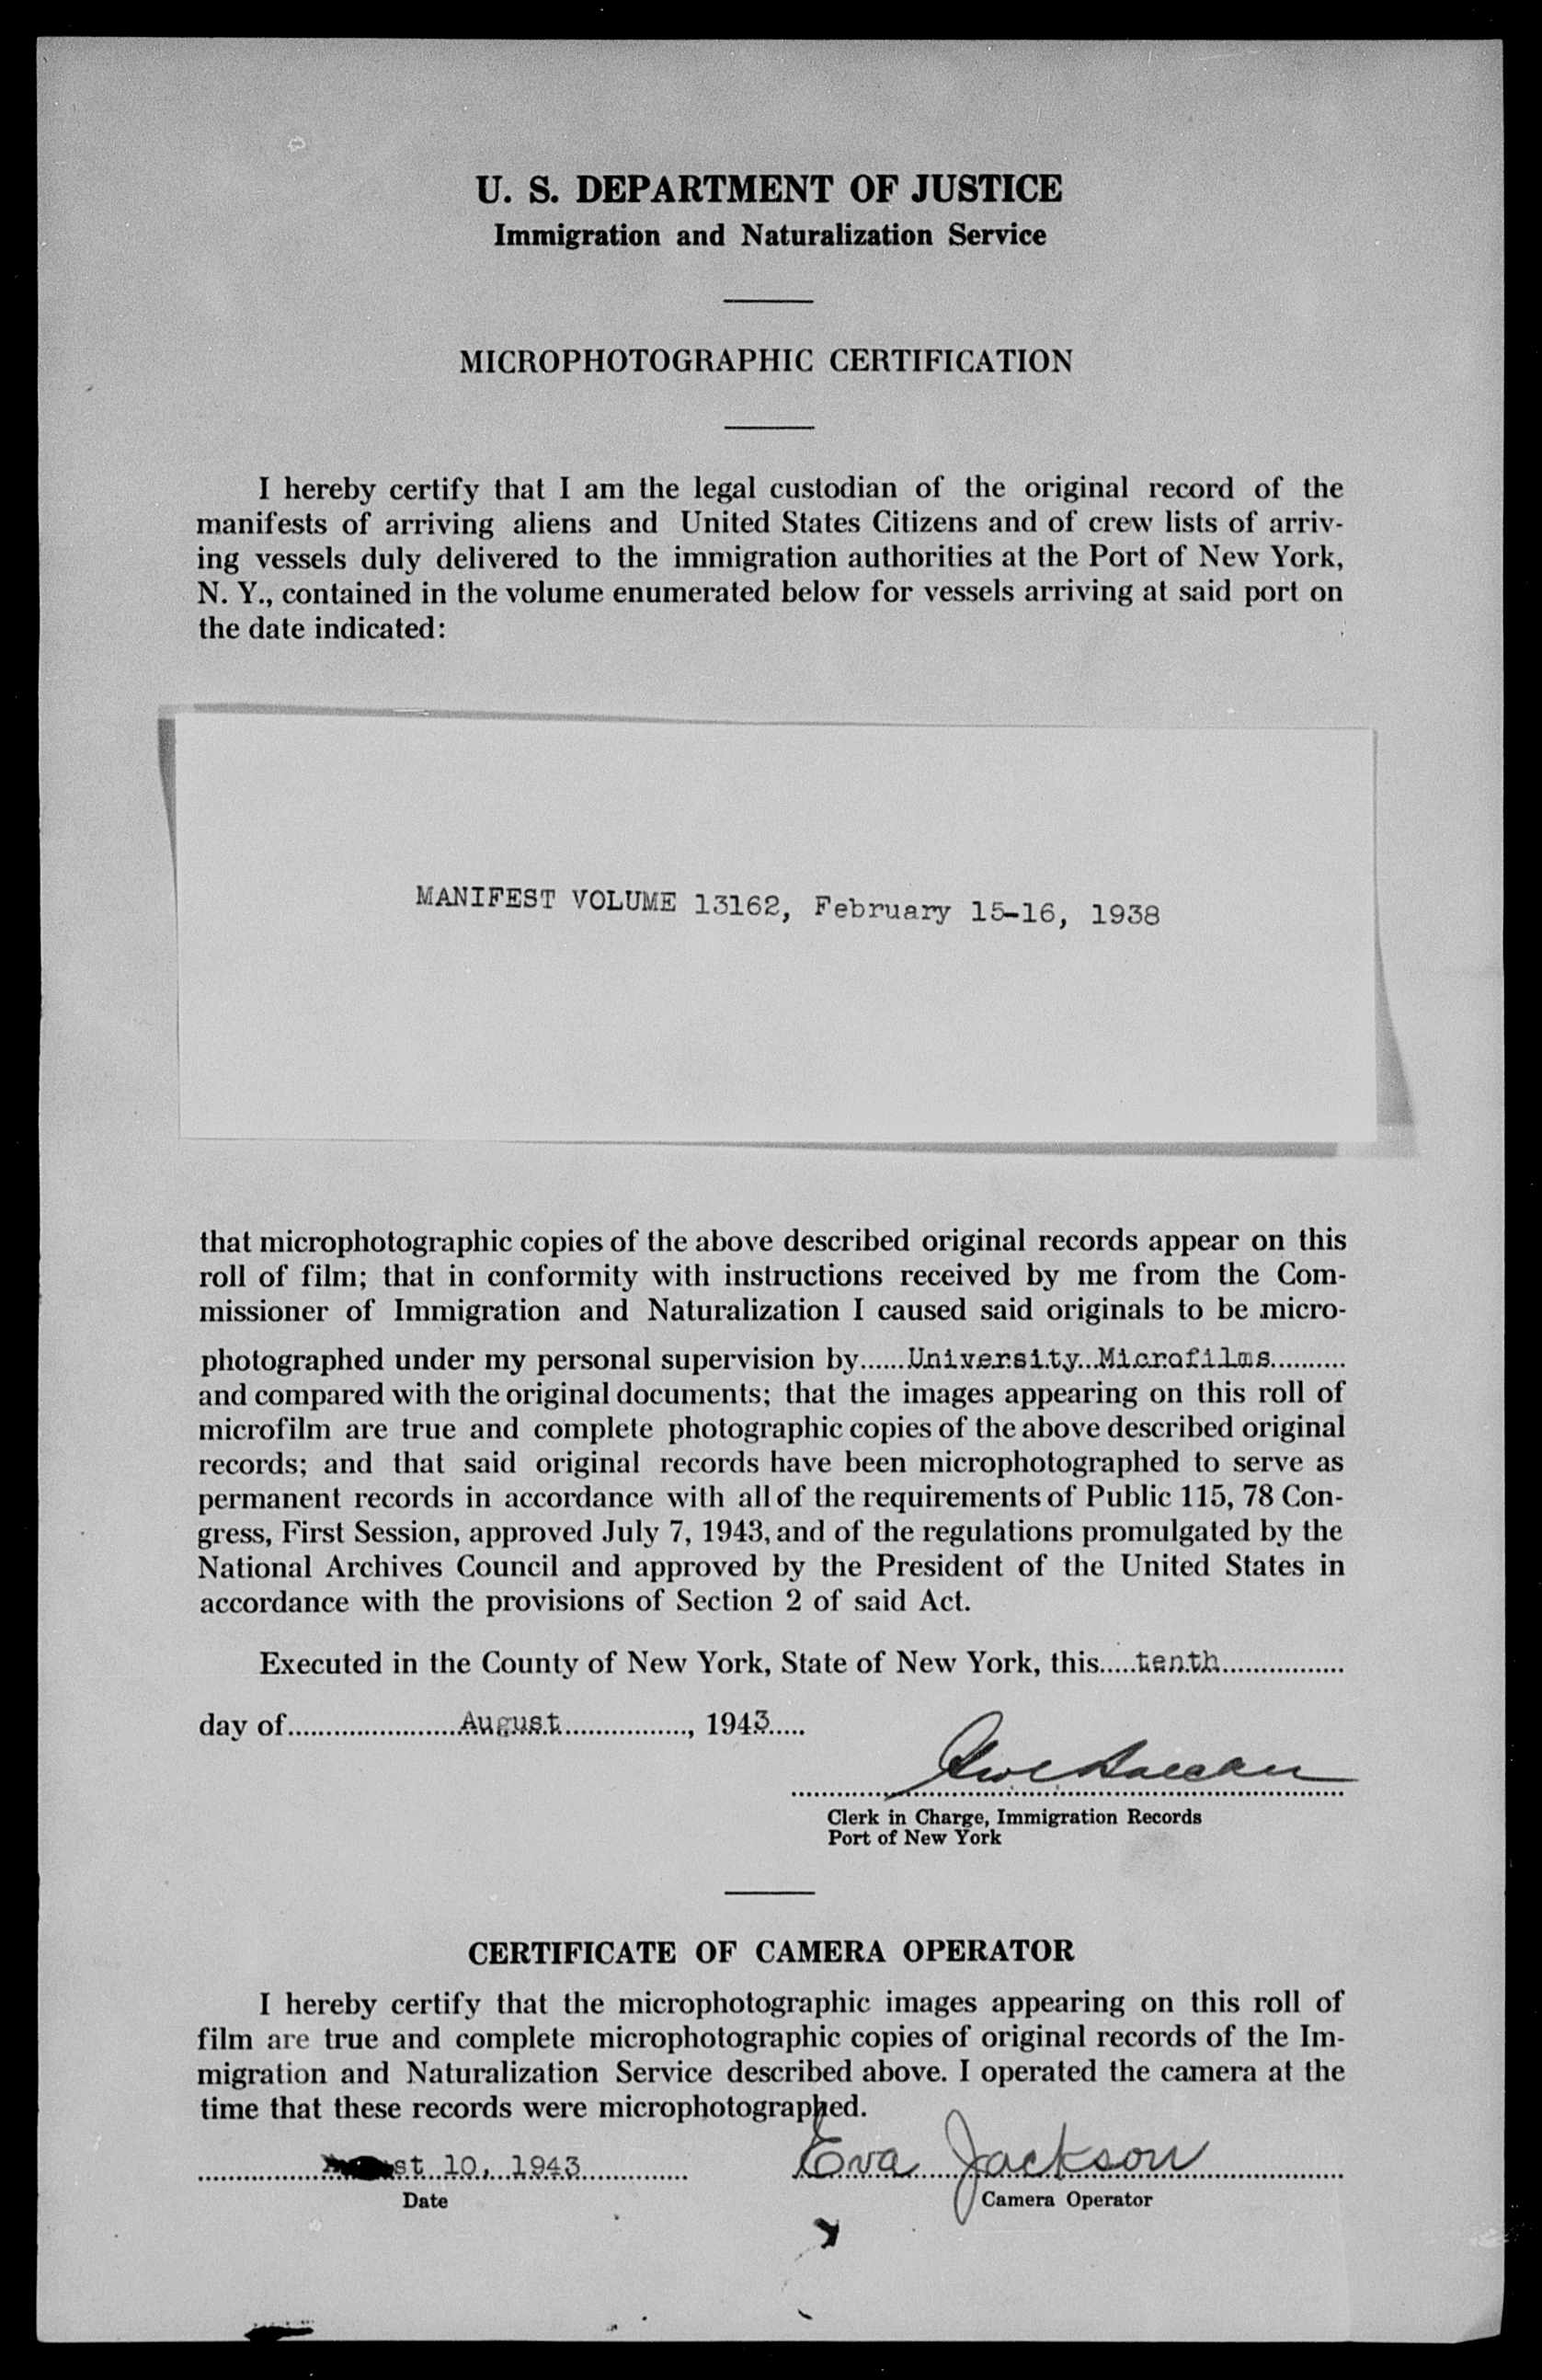 U. S. DEPARTMENT OF JUSTICE
Immigration and Naturalization Service
MICROPHOTOGRAPHIC CERTIFICATION
I hereby certify that I am the legal custodian of the original record of the
manifests of arriving aliens and United States Citizens and of crew lists of arriv-
ing vessels duly delivered to the immigration authorities at the Port of New York,
N. Y., contained in the volume enumerated below for vessels arriving at said port on
the date indicated:
MANIFEST VOLUME 13162, February 15-16, 1938
that microphotographic copies of the above described original records appear on this
roll of film; that in conformity with instructions received by me from the Com-
missioner of Immigration and Naturalization I caused said originals to be micro-
photographed under my personal supervision by......University Microfilms..........
and compared with the original documents; that the images appearing on this roll of
microfilm are true and complete photographic copies of the above described original
records; and that said original records have been microphotographed to serve as
permanent records in accordance with all of the requirements of Public 115, 78 Con-
gress, First Session, approved July 7, 1943, and of the regulations promulgated by the
National Archives Council and approved by the President of the United States in
accordance with the provisions of Section 2 of said Act.
Executed in the County of New York, State of New York, this.....tenth.................
day of.......................August................., 1943.....
Clerk in Charge, Immigration Records
Port of New York
CERTIFICATE OF CAMERA OPERATOR
I hereby certify that the microphotographic images appearing on this roll of
film are true and complete microphotographic copies of original records of the Im-
migration and Naturalization Service described above. I operated the camera at the
time that these records were microphotographed.
st 10, 1943 Eva Jackson
Date Camera Operator